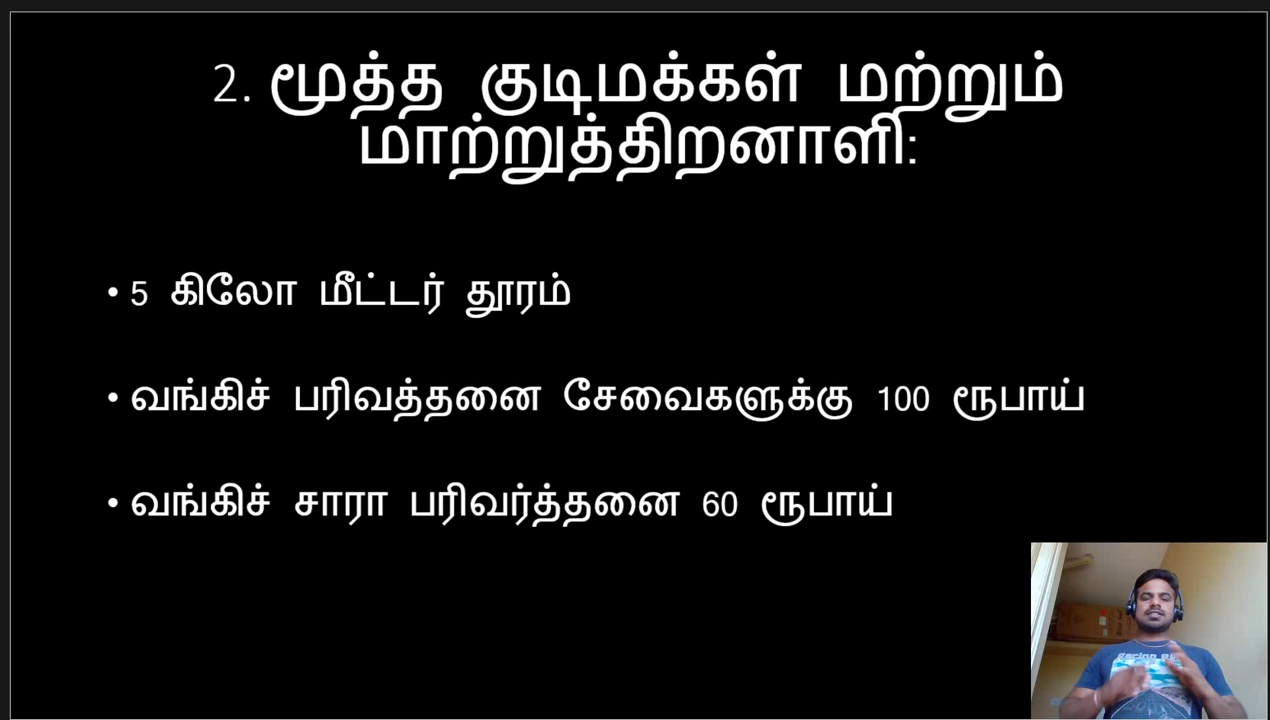 2. மூத்த குடிமக்கள் மற்றும்
மாற்றுத்திறனாளி:
• 5 கிலோ மீட்டர் தூரம்
• வங்கிச் பரிவத்தனை சேவைகளுக்கு 100 ரூபாய்
• வங்கிச் சாரா பரிவர்த்தனை 60 ரூபாய்